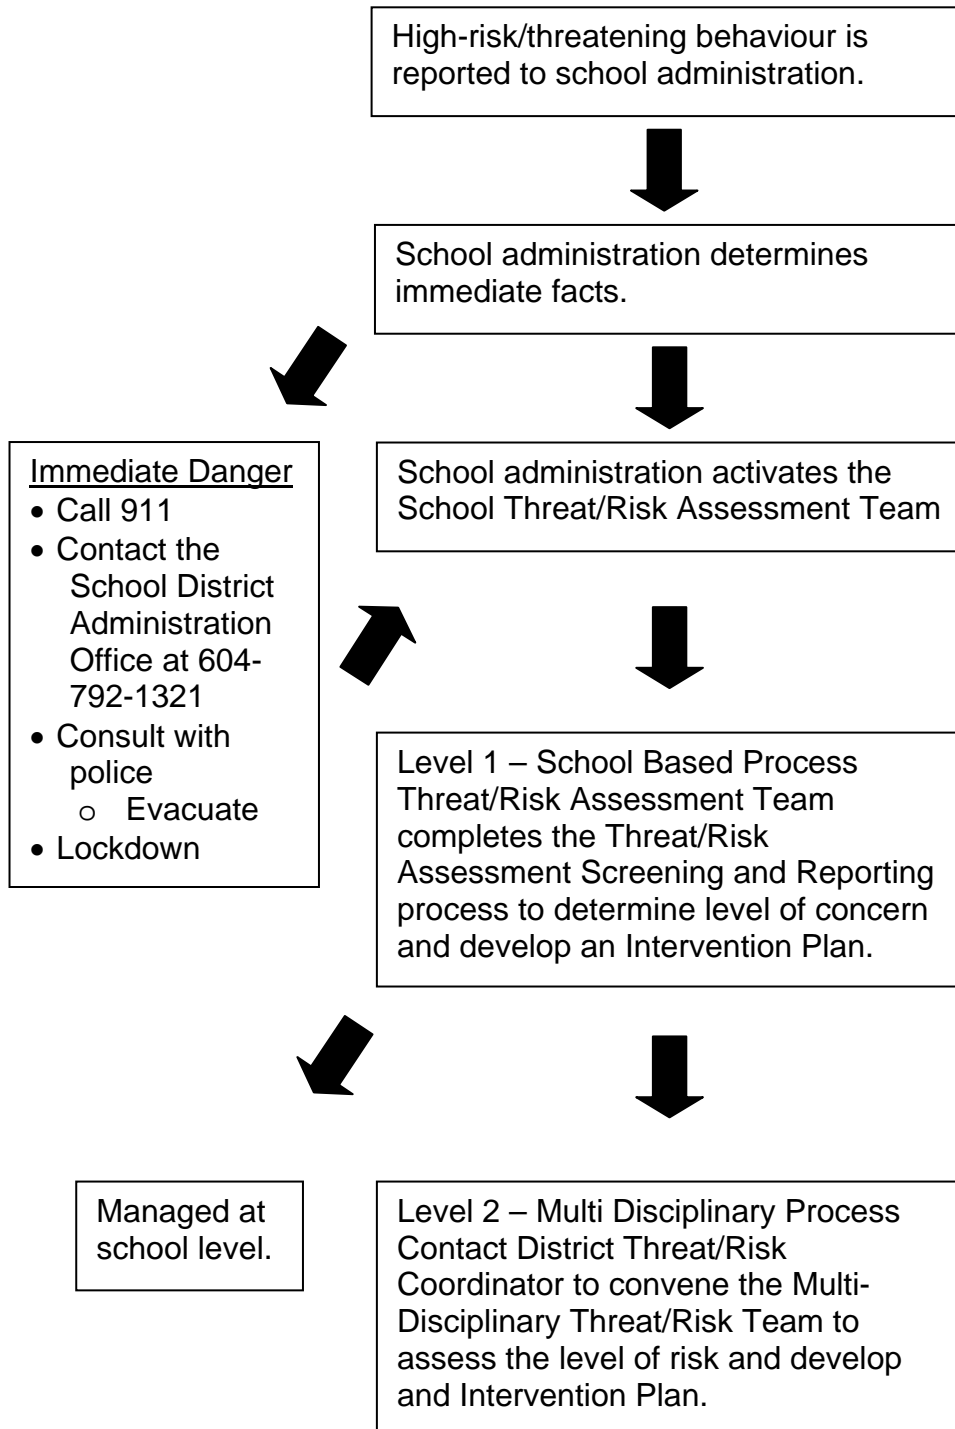 High-risk/threatening behaviour is
reported to school administration.
School administration determines
immediate facts.
Immediate Danger
• Call 911
• Contact the
School District
Administration
Office at 604-
792-1321
• Consult with
police
o Evacuate
• Lockdown
School administration activates the
School Threat/Risk Assessment Team
Level 1 – School Based Process
Threat/Risk Assessment Team
completes the Threat/Risk
Assessment Screening and Reporting
process to determine level of concern
and develop an Intervention Plan.
Managed at
school level.
Level 2 – Multi Disciplinary Process
Contact District Threat/Risk
Coordinator to convene the Multi-
Disciplinary Threat/Risk Team to
assess the level of risk and develop
and Intervention Plan.